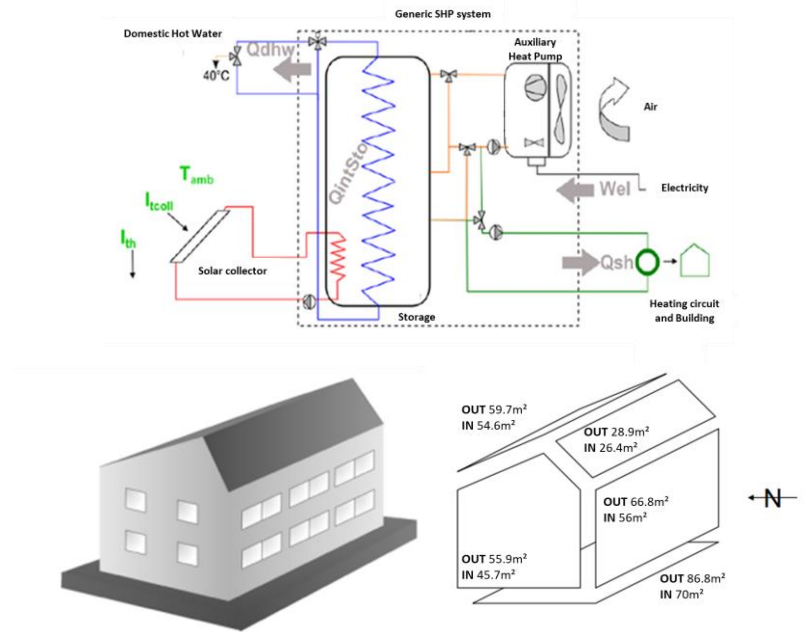 Generic SHP system
Domestic Hot Water
Qdhw
40°C
Auxiliary
Heat Pump
Air
QintSto
Tamb
Itcoll
Ith
Wel
Electricity
Solar collector
Qsh
Heating circuit
and Building
Storage
OUT 59.7m²
IN 54.6m²
OUT 28.9m²
IN 26.4m²
N
OUT 66.8m²
IN 56m²
OUT 55.9m²
IN 45.7m²
OUT 86.8m²
IN 70m²